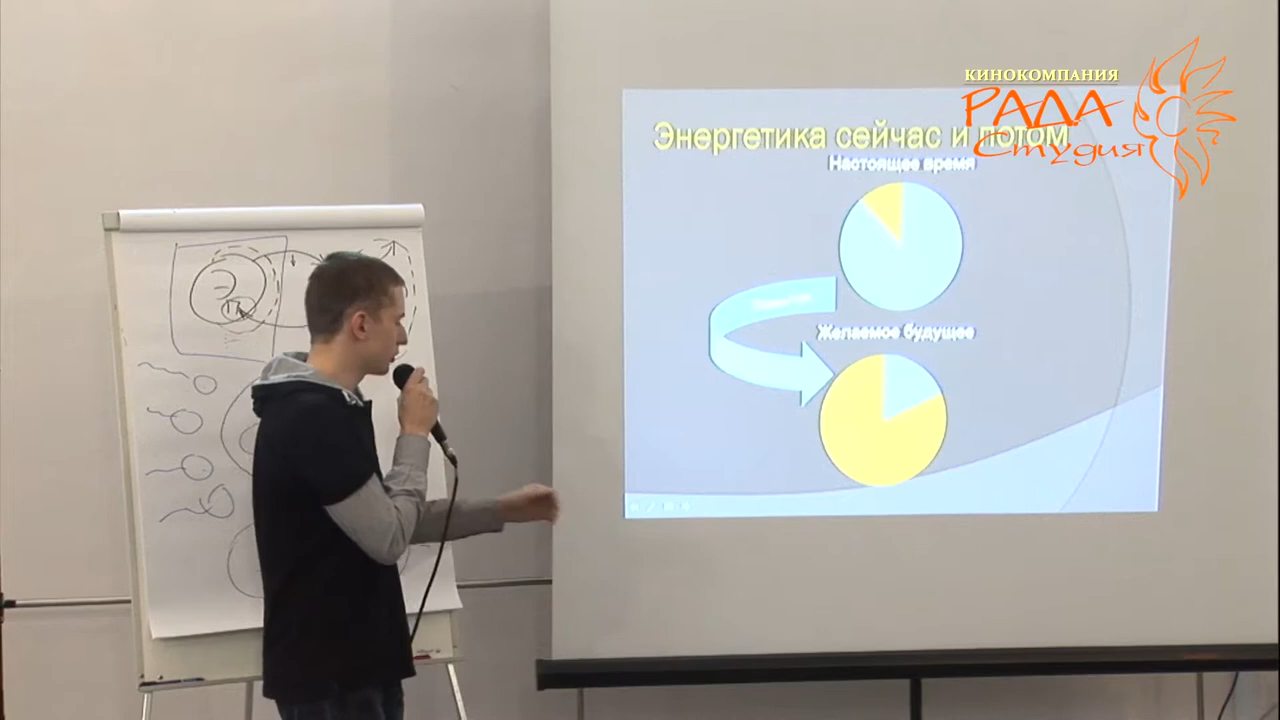 КИНОКОМПАНИЯ
РАДА
Студия
Энергетика сейчас и потом
Настоящее время
Желаемое будущее